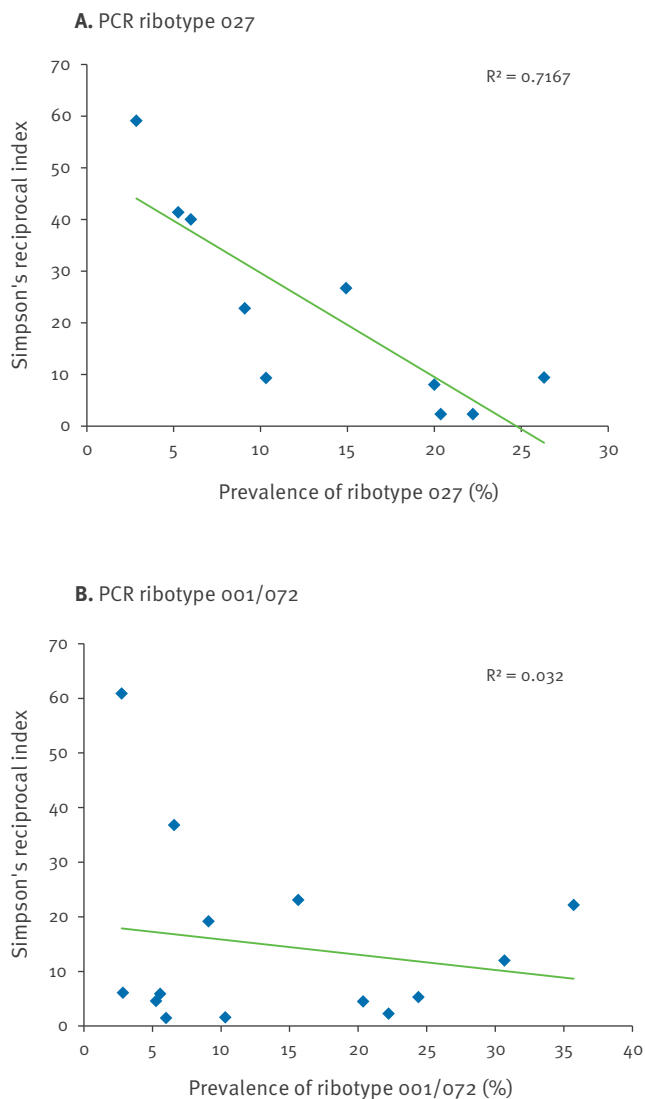 A. PCR ribotype 027
R² = 0.7167
Simpson's reciprocal index
70
60
50
40
30
20
10
0
0 5 10 15 20 25 30
Prevalence of ribotype 027 (%)
B. PCR ribotype 001/072
R² = 0.032
Simpson's reciprocal index
70
60
50
40
30
20
10
0
0 5 10 15 20 25 30 35 40
Prevalence of ribotype 001/072 (%)